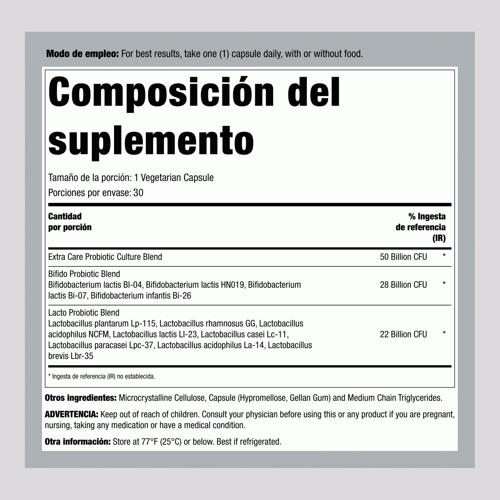 Modo de empleo: For best results, take one (1) capsule daily, with or without food.
Composición del
suplemento
Tamaño de la porción: 1 Vegetarian Capsule
Porciones por envase: 30
Cantidad % Ingesta
por porción de referencia
(IR)
Extra Care Probiotic Culture Blend 50 Billion CFU *
Bifido Probiotic Blend
Bifidobacterium lactis Bl-04, Bifidobacterium lactis HN019, Bifidobacterium 28 Billion CFU *
lactis Bi-07, Bifidobacterium infantis Bi-26
Lacto Probiotic Blend
Lactobacillus plantarum Lp-115, Lactobacillus rhamnosus GG, Lactobacillus
acidophilus NCFM, Lactobacillus lactis Ll-23, Lactobacillus casei Lc-11, 22 Billion CFU *
Lactobacillus paracasei Lpc-37, Lactobacillus acidophilus La-14, Lactobacillus
brevis Lbr-35
* Ingesta de referencia (IR) no establecida.
Otros ingredientes: Microcrystalline Cellulose, Capsule (Hypromellose, Gellan Gum) and Medium Chain Triglycerides.
ADVERTENCIA: Keep out of reach of children. Consult your physician before using this or any product if you are pregnant,
nursing, taking any medication or have a medical condition.
Otra información: Store at 77°F (25°C) or below. Best if refrigerated.